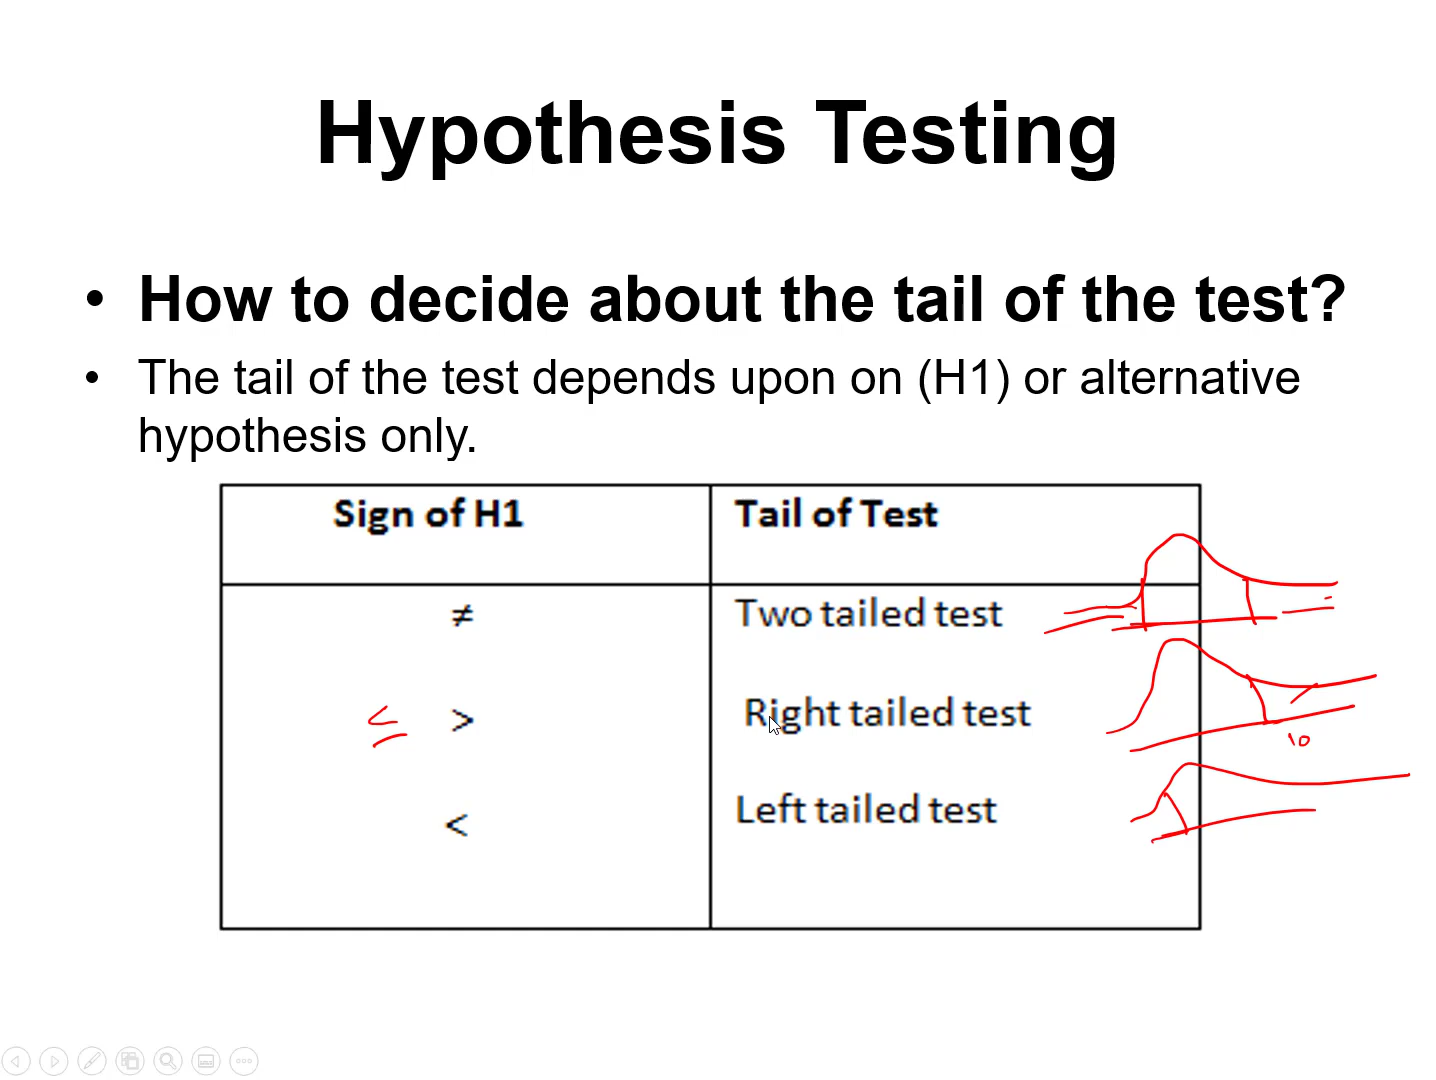 Hypothesis Testing
• How to decide about the tail of the test?
• The tail of the test depends upon on (H1) or alternative
hypothesis only.
Sign of H1 Tail of Test
≠ Two tailed test
≤ > Right tailed test
10
< Left tailed test